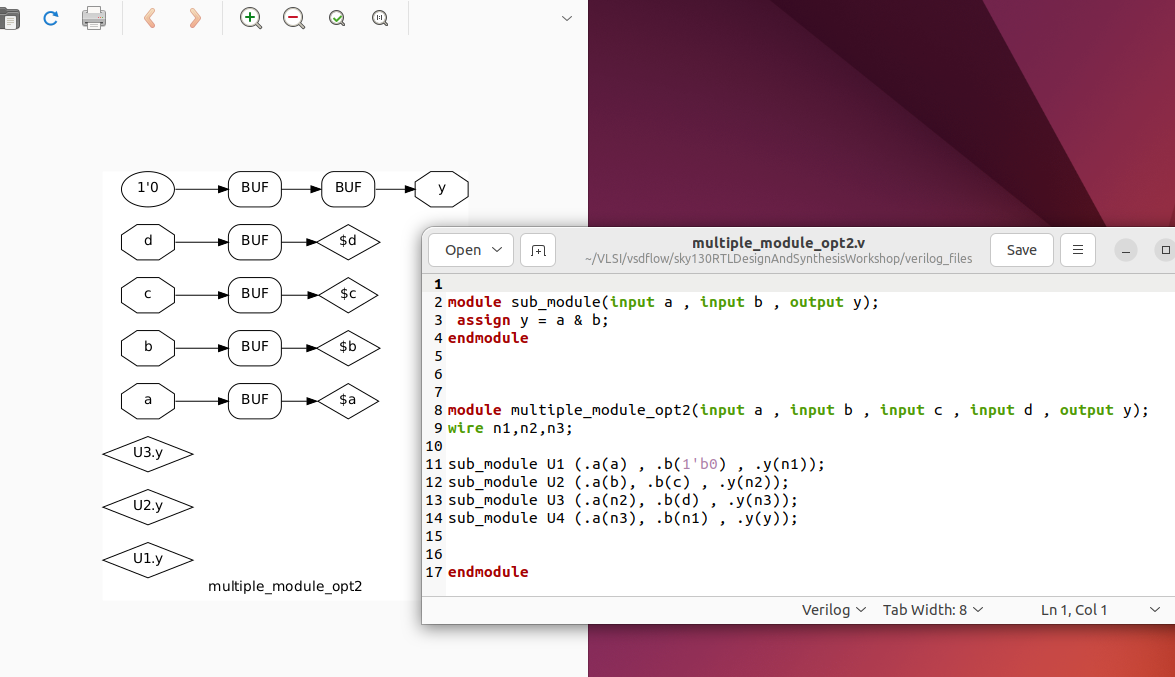 1'0 BUF BUF y
d BUF $d
c BUF $c
b BUF $b
a BUF $a
U3.y
U2.y
U1.y
multiple_module_opt2
Open
multiple_module_opt2.v
~/VLSI/vsdflow/sky130RTLDesignAndSynthesisWorkshop/verilog_files
Save
1
2 module sub_module(input a , input b , output y);
3  assign y = a & b;
4 endmodule
5
6
7
8 module multiple_module_opt2(input a , input b , input c , input d , output y);
9 wire n1,n2,n3;
10
11 sub_module U1 (.a(a) , .b(1'b0) , .y(n1));
12 sub_module U2 (.a(b), .b(c) , .y(n2));
13 sub_module U3 (.a(n2), .b(d) , .y(n3));
14 sub_module U4 (.a(n3), .b(n1) , .y(y));
15
16
17 endmodule
Verilog Tab Width: 8 Ln 1, Col 1